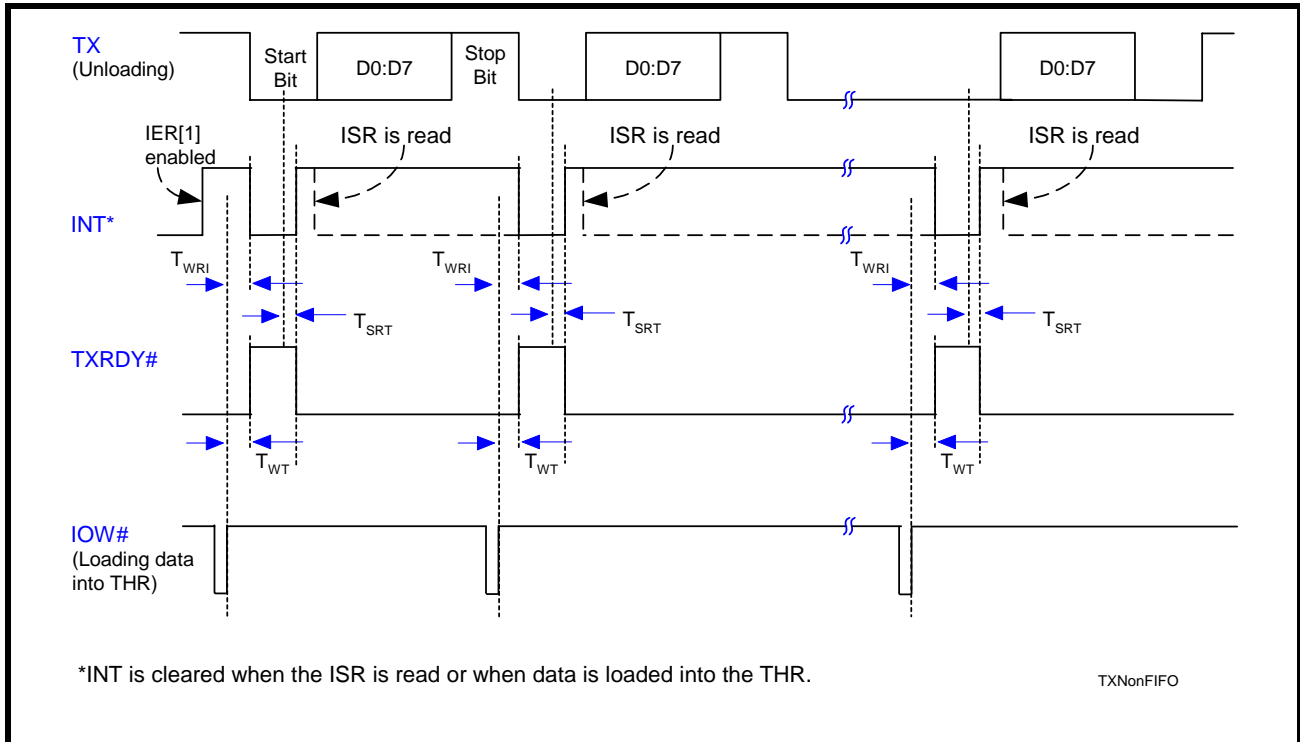 TX
(Unloading)
Start
Bit
D0:D7
Stop
Bit
D0:D7
D0:D7
IER[1]
enabled
ISR is read
ISR is read
ISR is read
INT*
TWRI
TWRI
TWRI
TSRT
TSRT
TSRT
TXRDY#
TWT
TWT
TWT
IOW#
(Loading data
into THR)
*INT is cleared when the ISR is read or when data is loaded into the THR.
TXNonFIFO